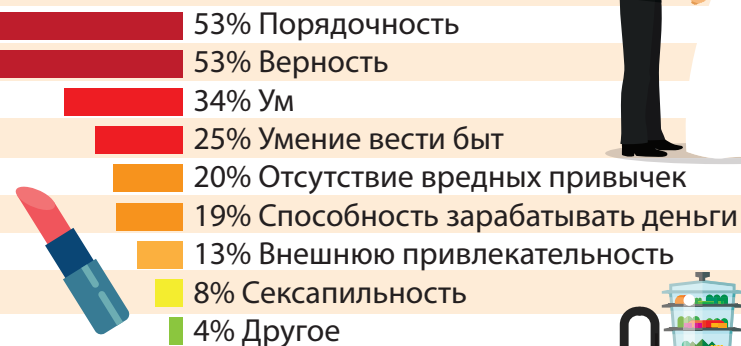 53% Порядочность
53% Верность
34% Ум
25% Умение вести быт
20% Отсутствие вредных привычек
19% Способность зарабатывать деньги
13% Внешнюю привлекательность
8% Сексапильность
4% Другое